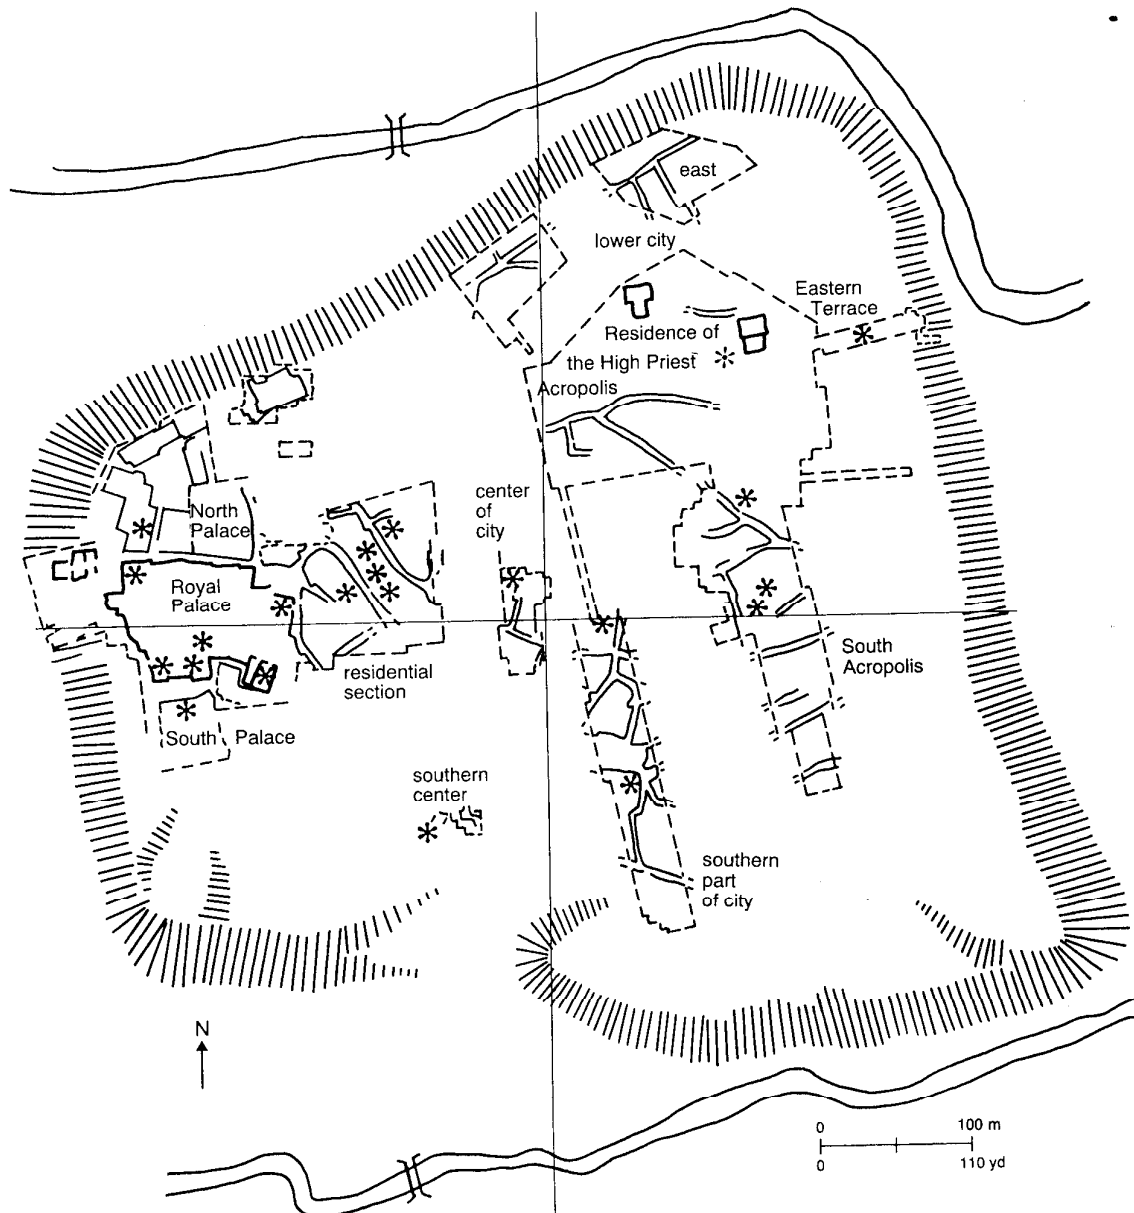 east
lower city
Eastern
Terrace
Residence of
the High Priest
Acropolis
center
of
city
North
Palace
Royal
Palace
residential
section
South
Acropolis
South Palace
southern
center
southern
part
of city
N
0 100 m
0 110 yd